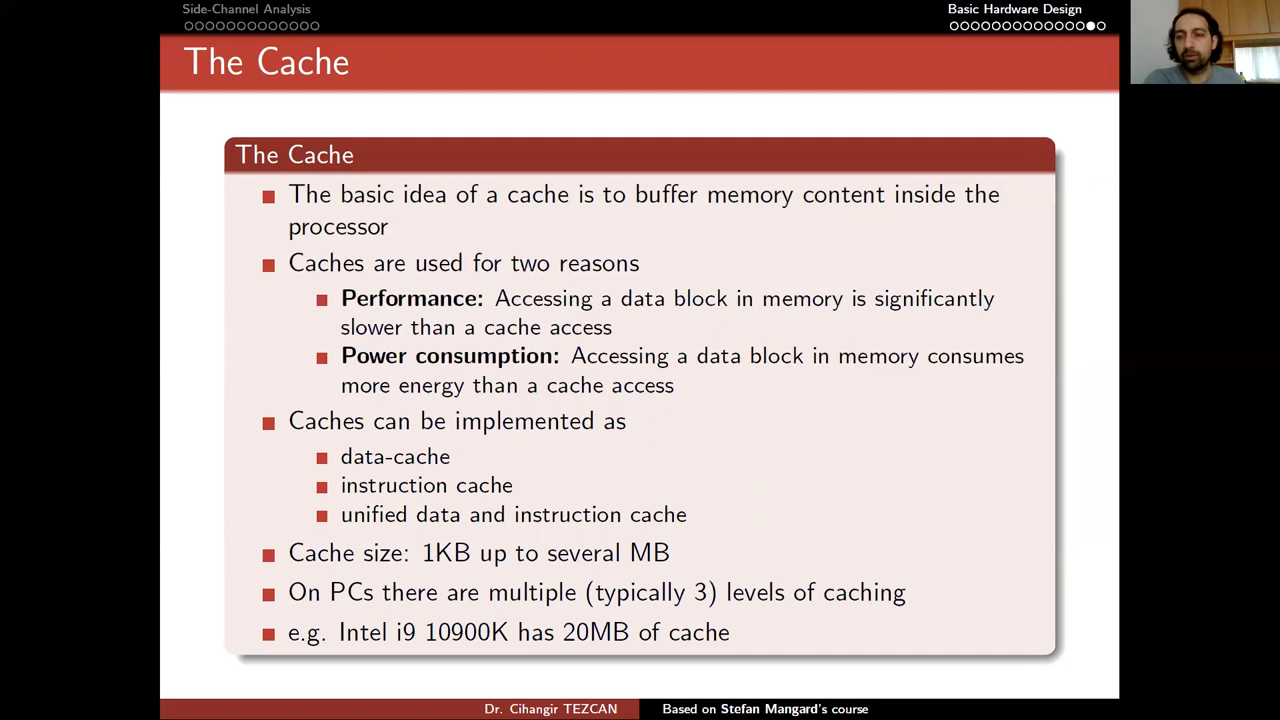 Side-Channel Analysis
Basic Hardware Design
The Cache
The Cache
The basic idea of a cache is to buffer memory content inside the
processor
Caches are used for two reasons
Performance: Accessing a data block in memory is significantly
slower than a cache access
Power consumption: Accessing a data block in memory consumes
more energy than a cache access
Caches can be implemented as
data-cache
instruction cache
unified data and instruction cache
Cache size: 1KB up to several MB
On PCs there are multiple (typically 3) levels of caching
e.g. Intel i9 10900K has 20MB of cache
Dr. Cihangir TEZCAN
Based on Stefan Mangard's course